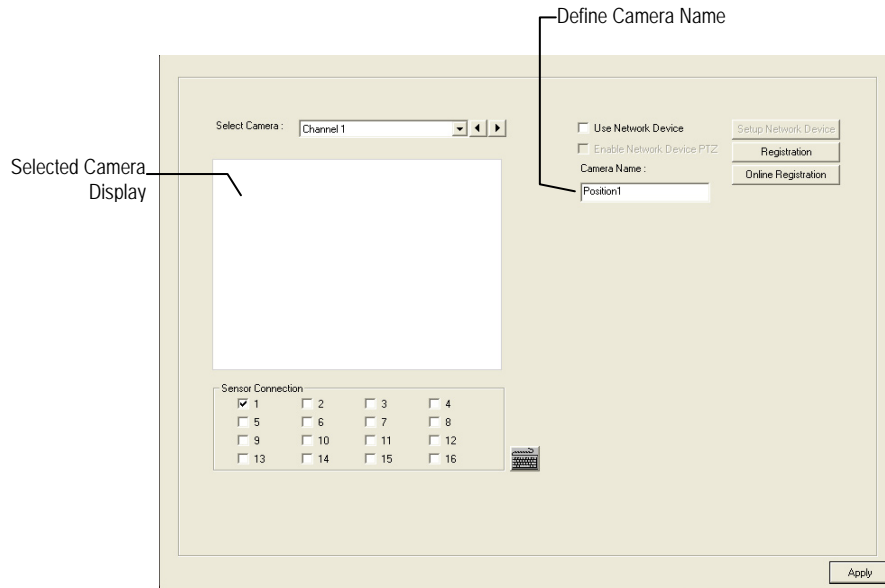 Define Camera Name
Select Camera :
Channel 1
Use Network Device
Setup Network Device
Enable Network Device PTZ
Registration
Camera Name :
Online Registration
Position1
Selected Camera
Display
Sensor Connection
1 2 3 4
5 6 7 8
9 10 11 12
13 14 15 16
Apply